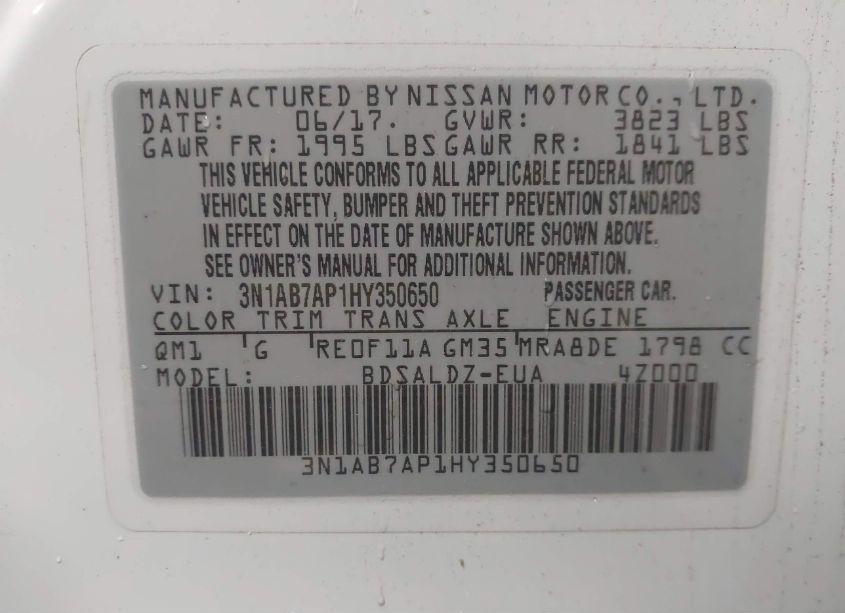 MANUFACTURED BY NISSAN MOTOR CO., LTD.
DATE: 06/17. GVWR: 3823 LBS
GAWR FR: 1995 LBS GAWR RR: 1841 LBS
THIS VEHICLE CONFORMS TO ALL APPLICABLE FEDERAL MOTOR
VEHICLE SAFETY, BUMPER AND THEFT PREVENTION STANDARDS
IN EFFECT ON THE DATE OF MANUFACTURE SHOWN ABOVE.
SEE OWNER'S MANUAL FOR ADDITIONAL INFORMATION.
VIN: 3N1AB7AP1HY350650 PASSENGER CAR.
COLOR TRIM TRANS AXLE ENGINE
QM1 G RE0F11A GM35 MRA8DE 1798 CC
MODEL: BDSALDZ-EUA 4Z000
3N1AB7AP1HY350650